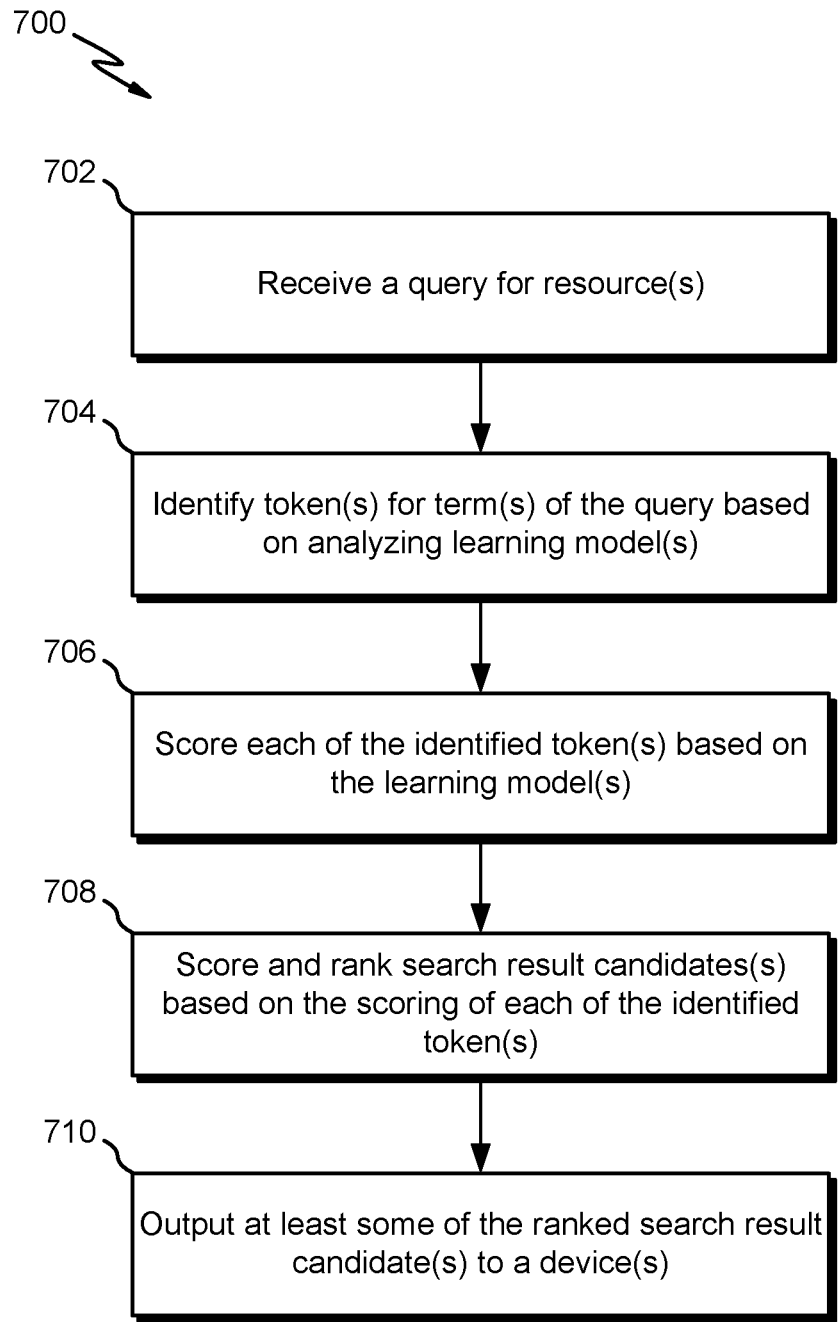 700
702
Receive a query for resource(s)
704
Identify token(s) for term(s) of the query based
on analyzing learning model(s)
706
Score each of the identified token(s) based on
the learning model(s)
708
Score and rank search result candidates(s)
based on the scoring of each of the identified
token(s)
710
Output at least some of the ranked search result
candidate(s) to a device(s)